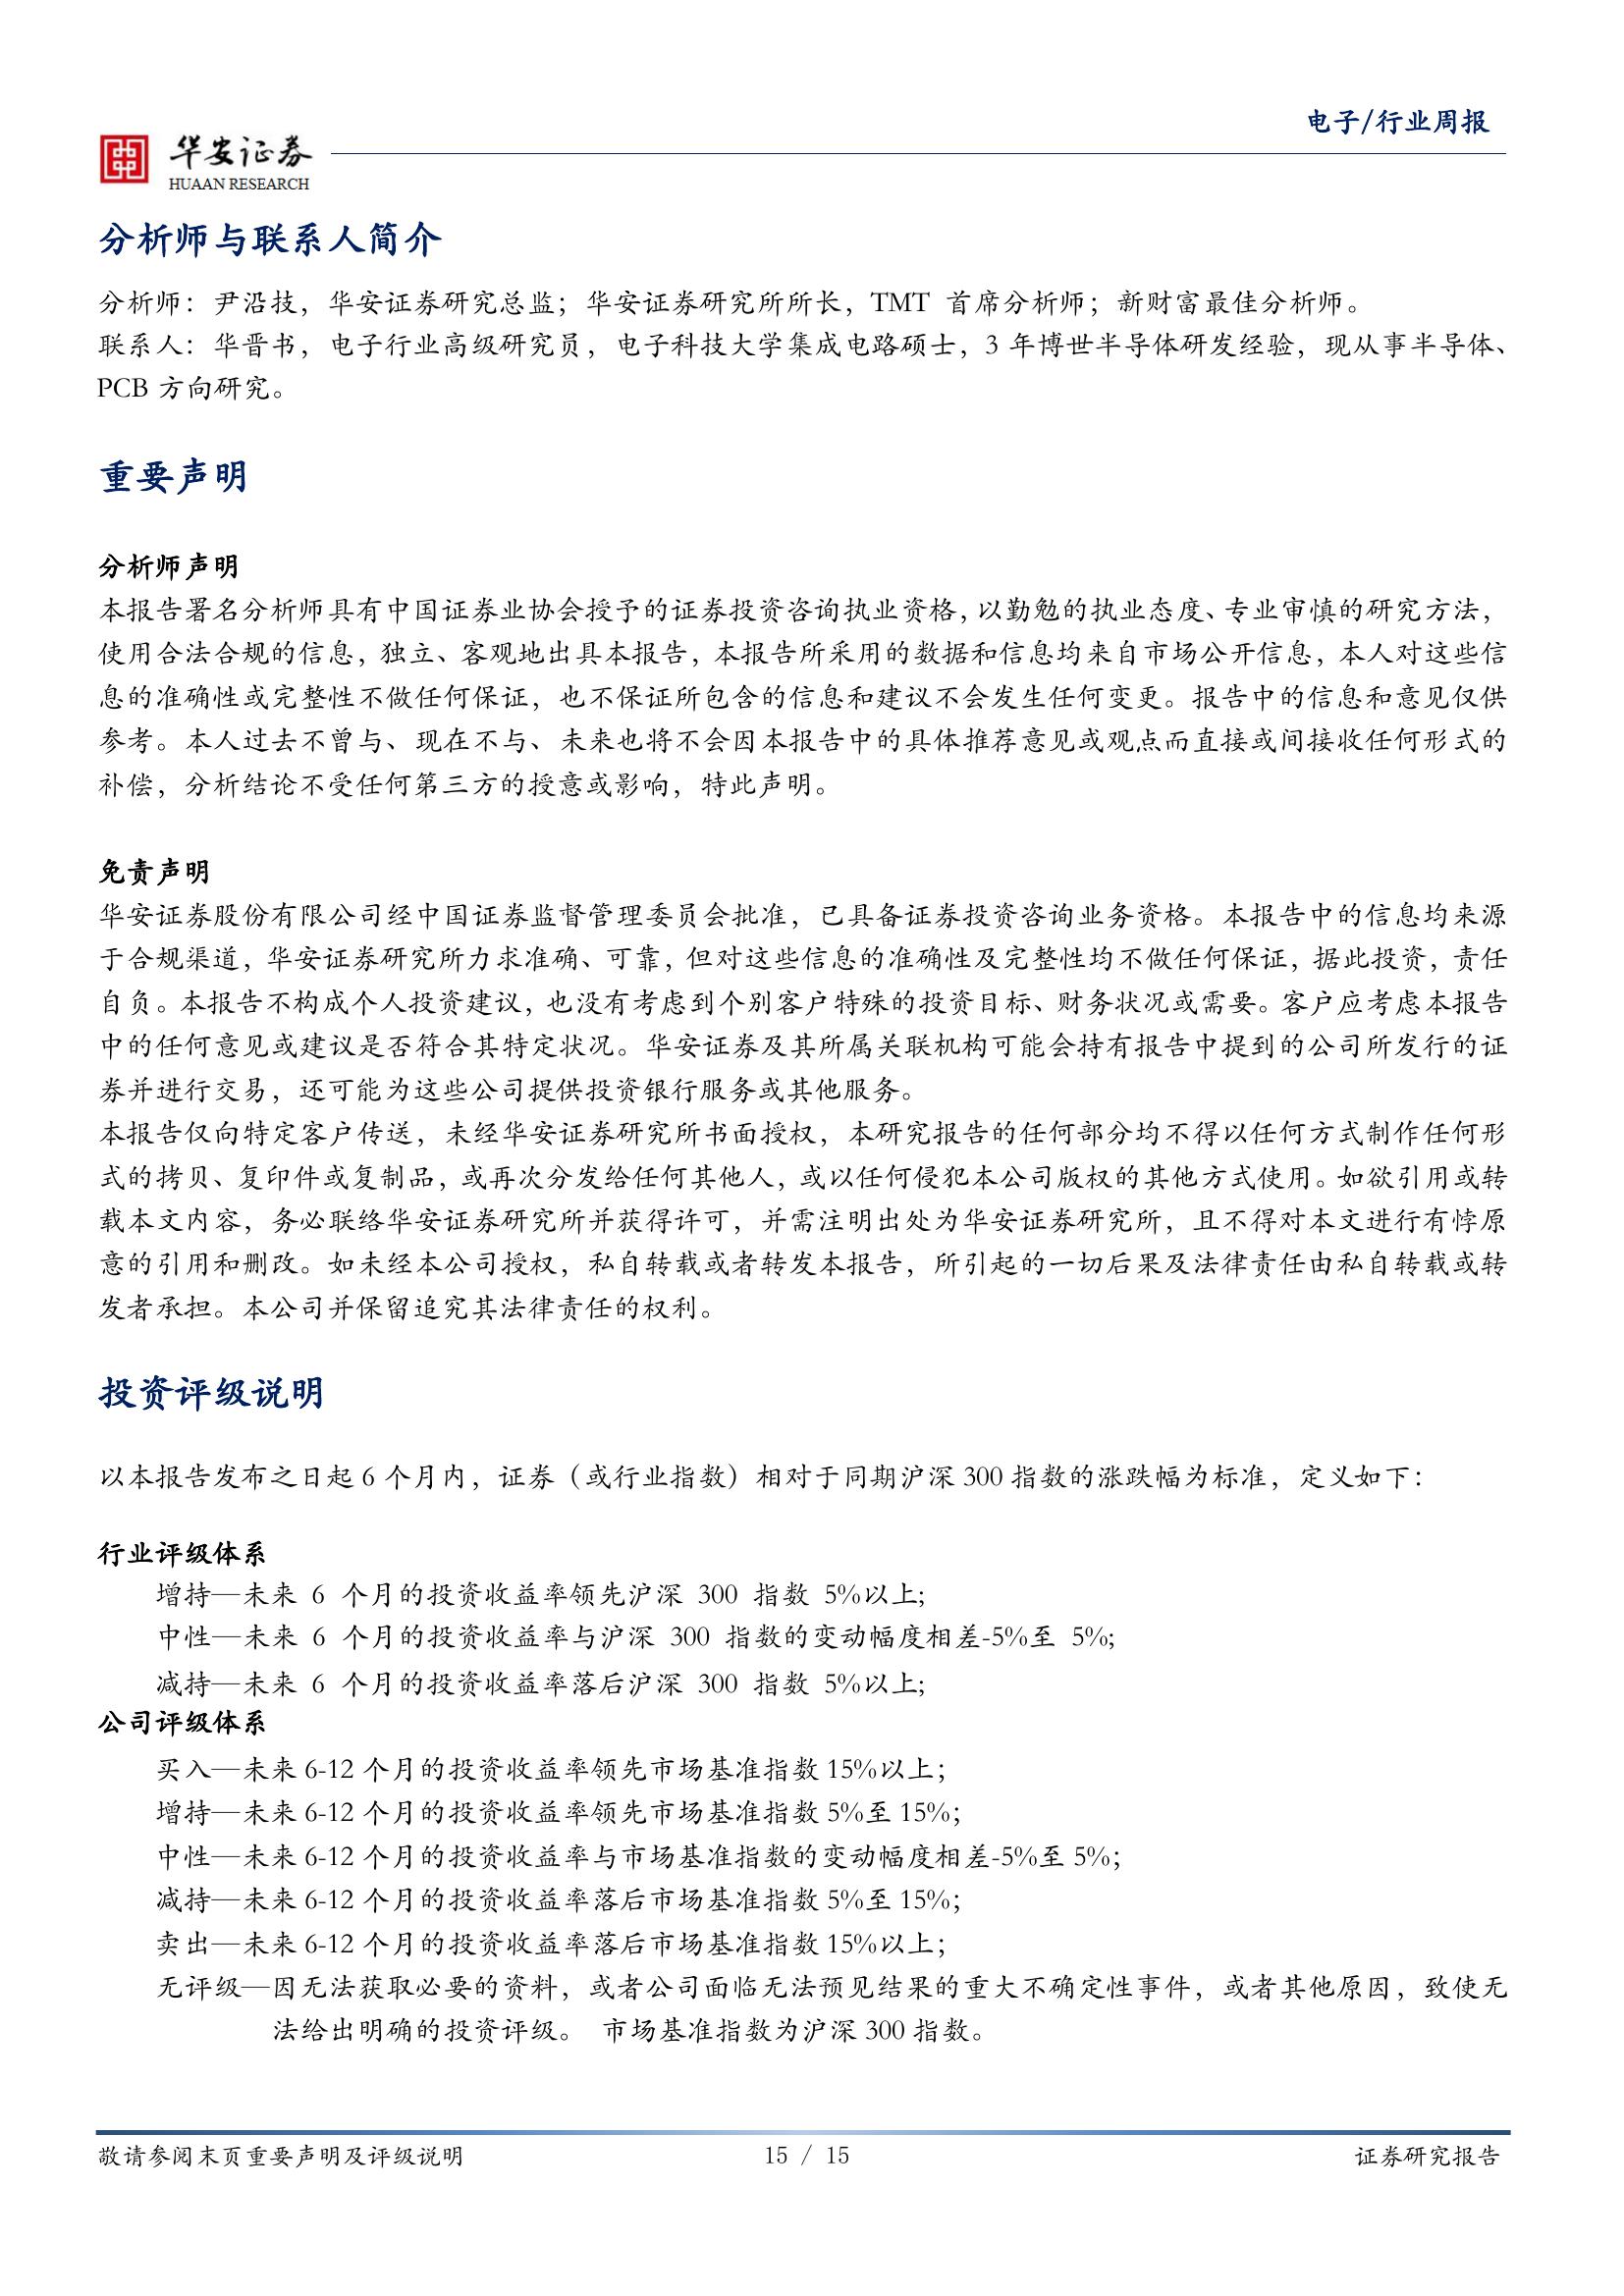 电子/行业周报
华安证券
HUAAN RESEARCH
分析师与联系人简介
分析师：尹沿技，华安证券研究总监；华安证券研究所所长，TMT 首席分析师；新财富最佳分析师。
联系人：华晋书，电子行业高级研究员，电子科技大学集成电路硕士，3 年博世半导体研发经验，现从事半导体、
PCB 方向研究。
重要声明
分析师声明
本报告署名分析师具有中国证券业协会授予的证券投资咨询执业资格，以勤勉的执业态度、专业审慎的研究方法，
使用合法合规的信息，独立、客观地出具本报告，本报告所采用的数据和信息均来自市场公开信息，本人对这些信
息的准确性或完整性不做任何保证，也不保证所包含的信息和建议不会发生任何变更。报告中的信息和意见仅供
参考。本人过去不曾与、现在不与、未来也将不会因本报告中的具体推荐意见或观点而直接或间接收任何形式的
补偿，分析结论不受任何第三方的授意或影响，特此声明。
免责声明
华安证券股份有限公司经中国证券监督管理委员会批准，已具备证券投资咨询业务资格。本报告中的信息均来源
于合规渠道，华安证券研究所力求准确、可靠，但对这些信息的准确性及完整性均不做任何保证，据此投资，责任
自负。本报告不构成个人投资建议，也没有考虑到个别客户特殊的投资目标、财务状况或需要。客户应考虑本报告
中的任何意见或建议是否符合其特定状况。华安证券及其所属关联机构可能会持有报告中提到的公司所发行的证
券并进行交易，还可能为这些公司提供投资银行服务或其他服务。
本报告仅向特定客户传送，未经华安证券研究所书面授权，本研究报告的任何部分均不得以任何方式制作任何形
式的拷贝、复印件或复制品，或再次分发给任何其他人，或以任何侵犯本公司版权的其他方式使用。如欲引用或转
载本文内容，务必联络华安证券研究所并获得许可，并需注明出处为华安证券研究所，且不得对本文进行有悖原
意的引用和删改。如未经本公司授权，私自转载或者转发本报告，所引起的一切后果及法律责任由私自转载或转
发者承担。本公司并保留追究其法律责任的权利。
投资评级说明
以本报告发布之日起 6 个月内，证券（或行业指数）相对于同期沪深 300 指数的涨跌幅为标准，定义如下：
行业评级体系
增持—未来 6 个月的投资收益率领先沪深 300 指数 5%以上;
中性—未来 6 个月的投资收益率与沪深 300 指数的变动幅度相差-5%至 5%;
减持—未来 6 个月的投资收益率落后沪深 300 指数 5%以上;
公司评级体系
买入—未来 6-12 个月的投资收益率领先市场基准指数 15%以上；
增持—未来 6-12 个月的投资收益率领先市场基准指数 5%至 15%；
中性—未来 6-12 个月的投资收益率与市场基准指数的变动幅度相差-5%至 5%；
减持—未来 6-12 个月的投资收益率落后市场基准指数 5%至 15%；
卖出—未来 6-12 个月的投资收益率落后市场基准指数 15%以上；
无评级—因无法获取必要的资料，或者公司面临无法预见结果的重大不确定性事件，或者其他原因，致使无
法给出明确的投资评级。 市场基准指数为沪深 300 指数。
敬请参阅末页重要声明及评级说明 15 / 15 证券研究报告